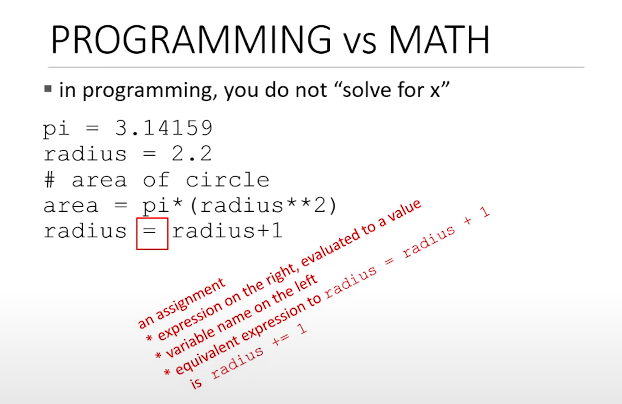 PROGRAMMING vs MATH
▪ in programming, you do not “solve for x”
pi = 3.14159
radius = 2.2
# area of circle
area = pi*(radius**2)
radius = radius+1
an assignment
* expression on the right, evaluated to a value
* variable name on the left
* equivalent expression to radius = radius + 1
is radius += 1